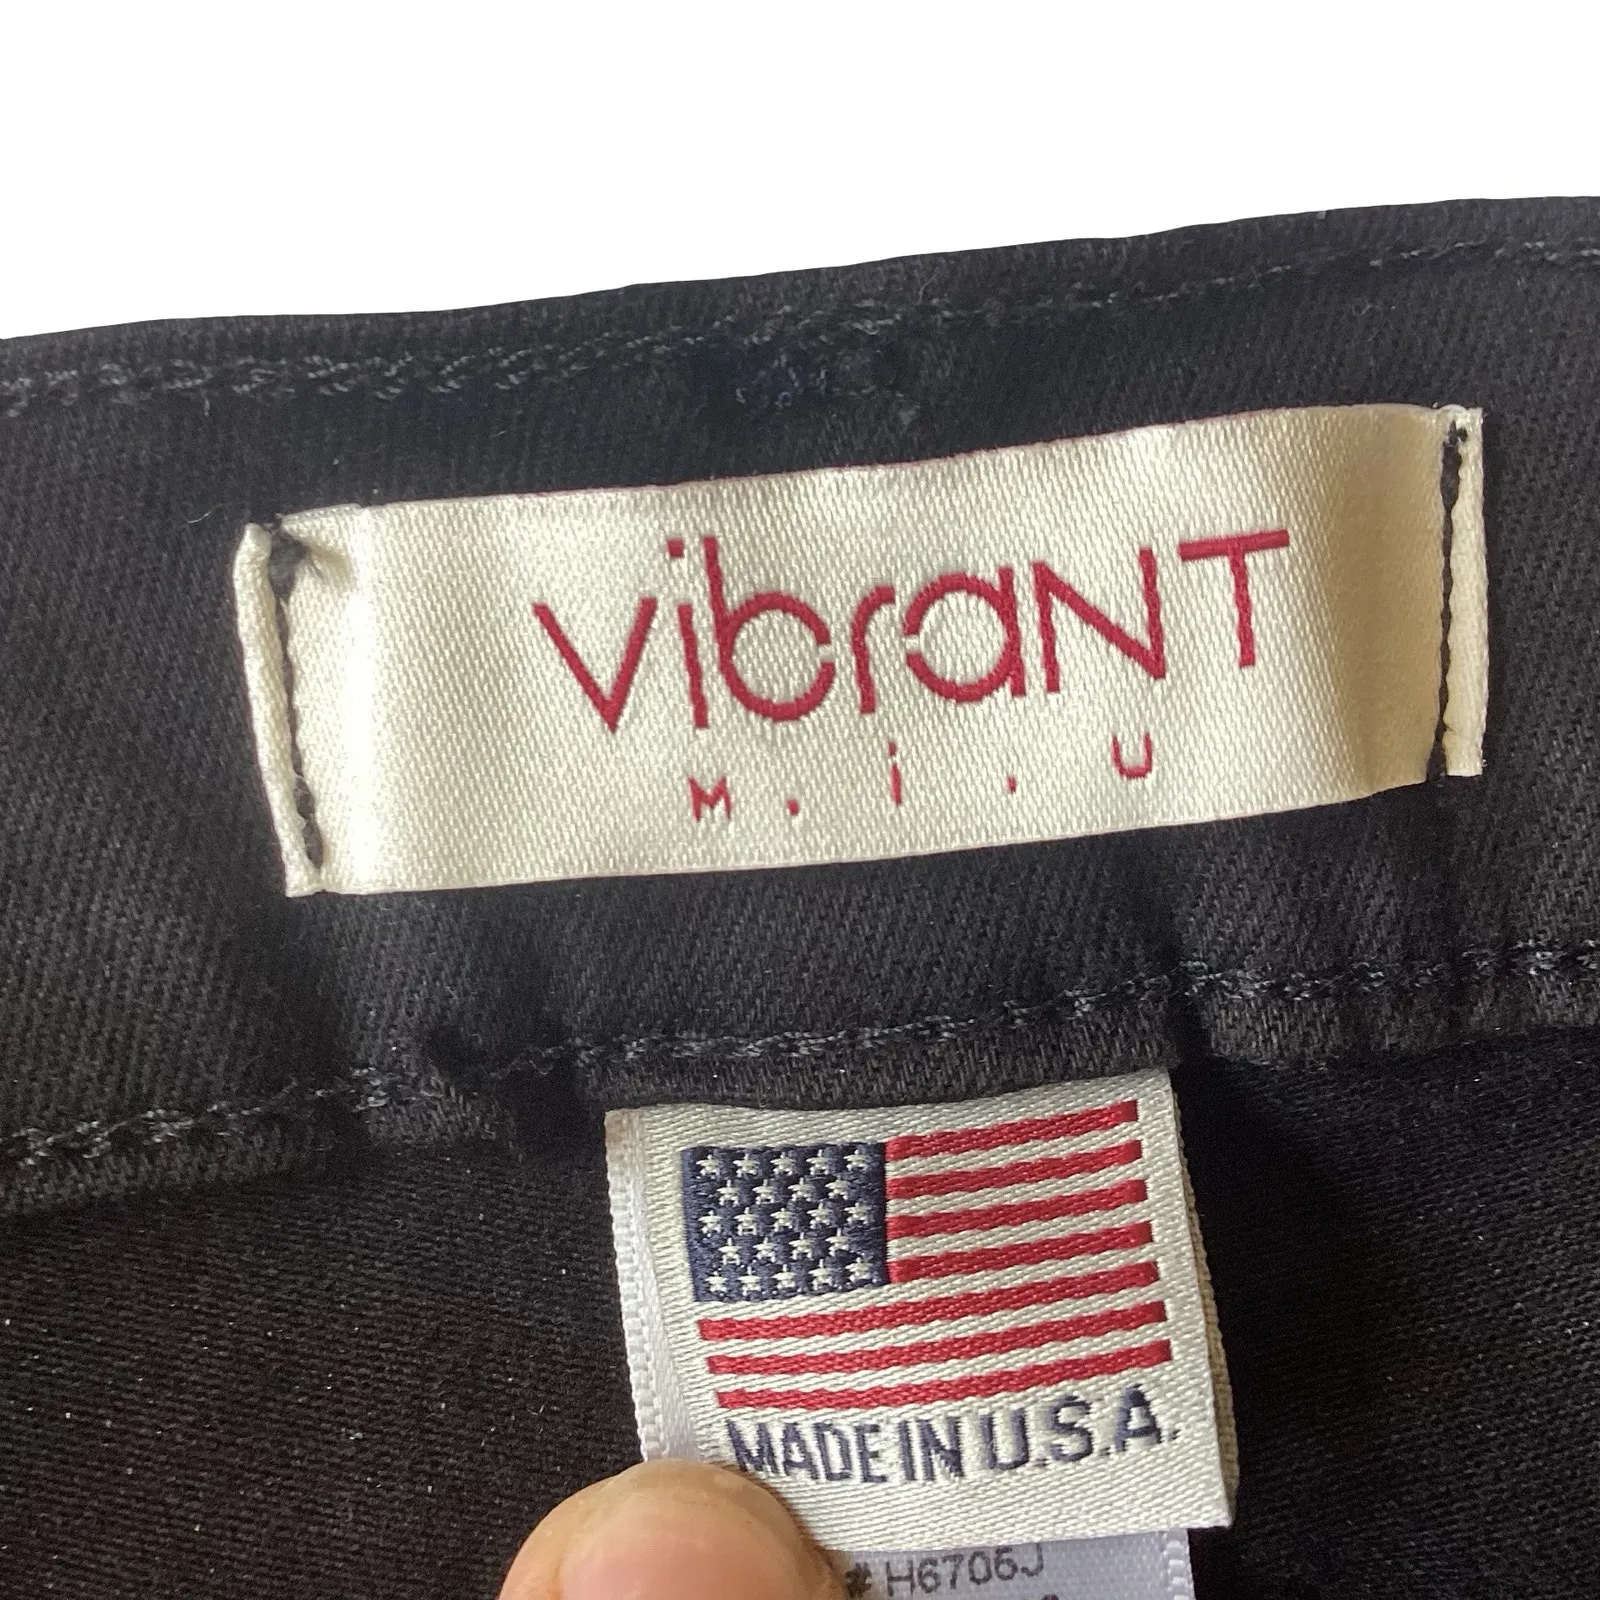 vibraNT
M.i.U
MADE IN U.S.A.
# H6706J